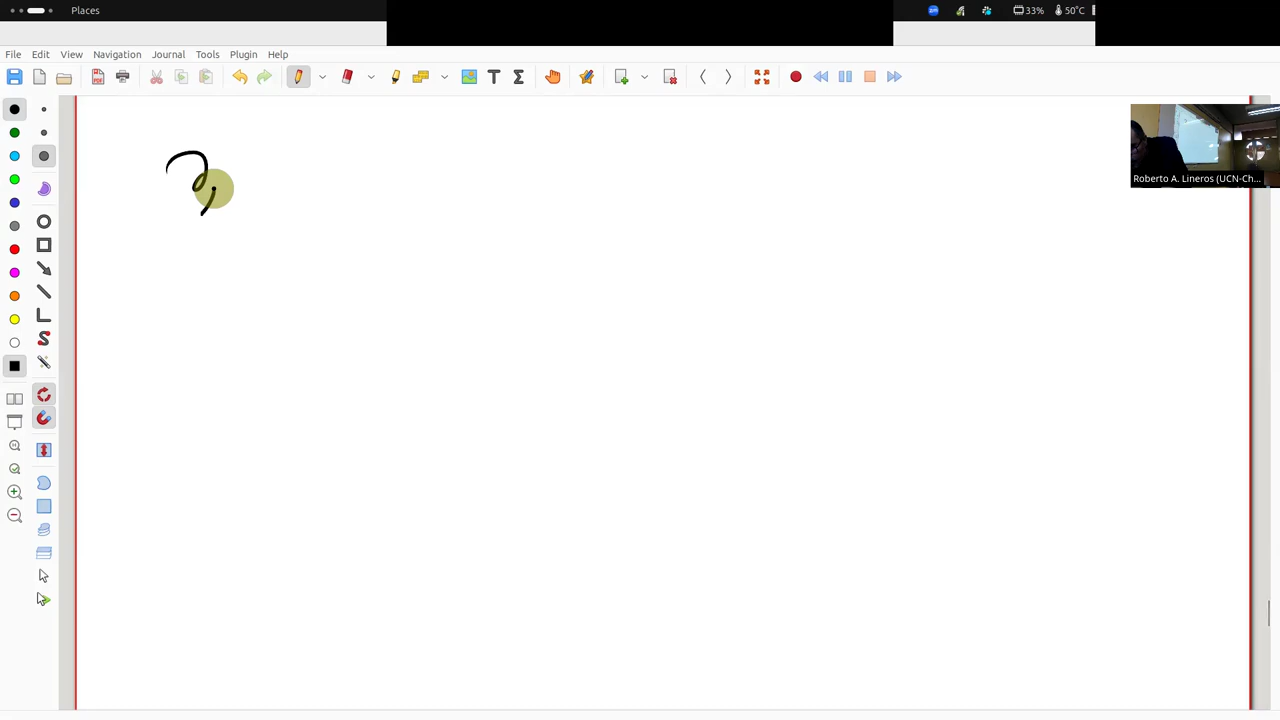 Places
33% 50°C
File Edit View Navigation Journal Tools Plugin Help
Roberto A. Lineros (UCN-Ch...